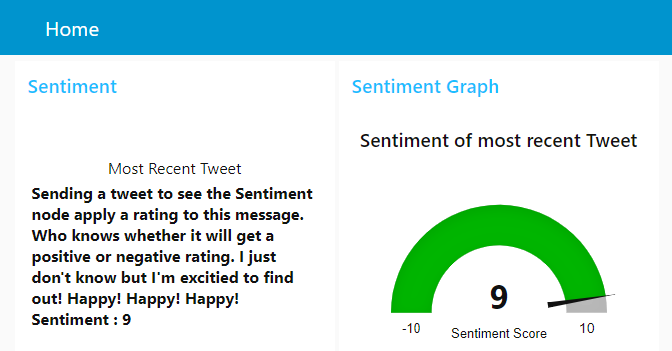 Home
Sentiment
Most Recent Tweet
Sending a tweet to see the Sentiment
node apply a rating to this message.
Who knows whether it will get a
positive or negative rating. I just
don't know but I'm excitied to find
out! Happy! Happy! Happy!
Sentiment : 9
Sentiment Graph
Sentiment of most recent Tweet
9
-10
Sentiment Score
10